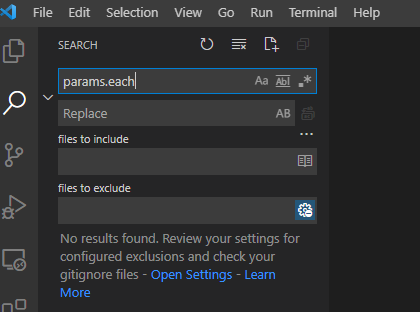 File Edit Selection View Go Run Terminal Help
SEARCH
params.each
Aa Abl .*
Replace
AB
...
files to include
files to exclude
No results found. Review your settings for
configured exclusions and check your
gitignore files - Open Settings - Learn
More